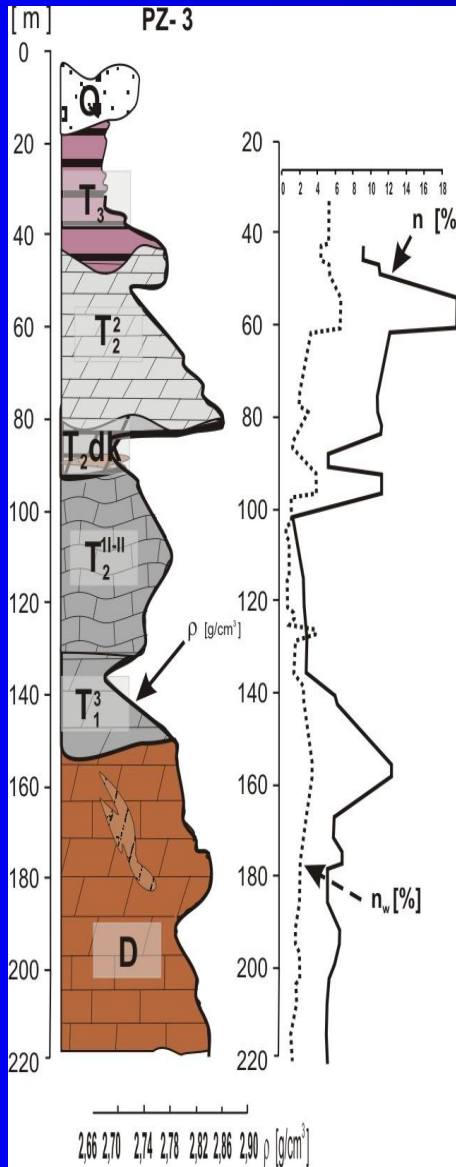 [m] PZ-3
0
20
40
60
80
100
120
140
160
180
200
220
Q
T₃
T₂²
T₂dk
T₂¹ᴵ⁻ᴵᴵ
T₁³
D
ρ [g/cm³]
2,66 2,70 2,74 2,78 2,82 2,86 2,90 ρ [g/cm³]
20
40
60
80
100
120
140
160
180
200
220
0 2 4 6 8 10 12 14 16 18
n [%
nw [%]